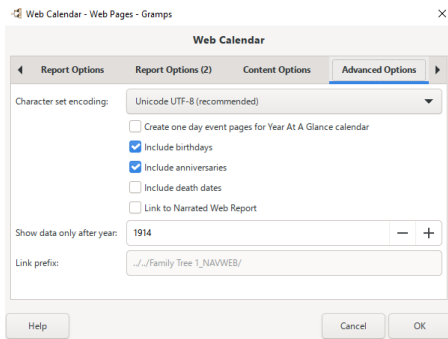 Web Calendar - Web Pages - Gramps
Web Calendar
Report Options Report Options (2) Content Options Advanced Options
Character set encoding: Unicode UTF-8 (recommended)
Create one day event pages for Year At A Glance calendar
Include birthdays
Include anniversaries
Include death dates
Link to Narrated Web Report
Show data only after year: 1914
Link prefix: ../../Family Tree 1_NAVWEB/
Help Cancel OK